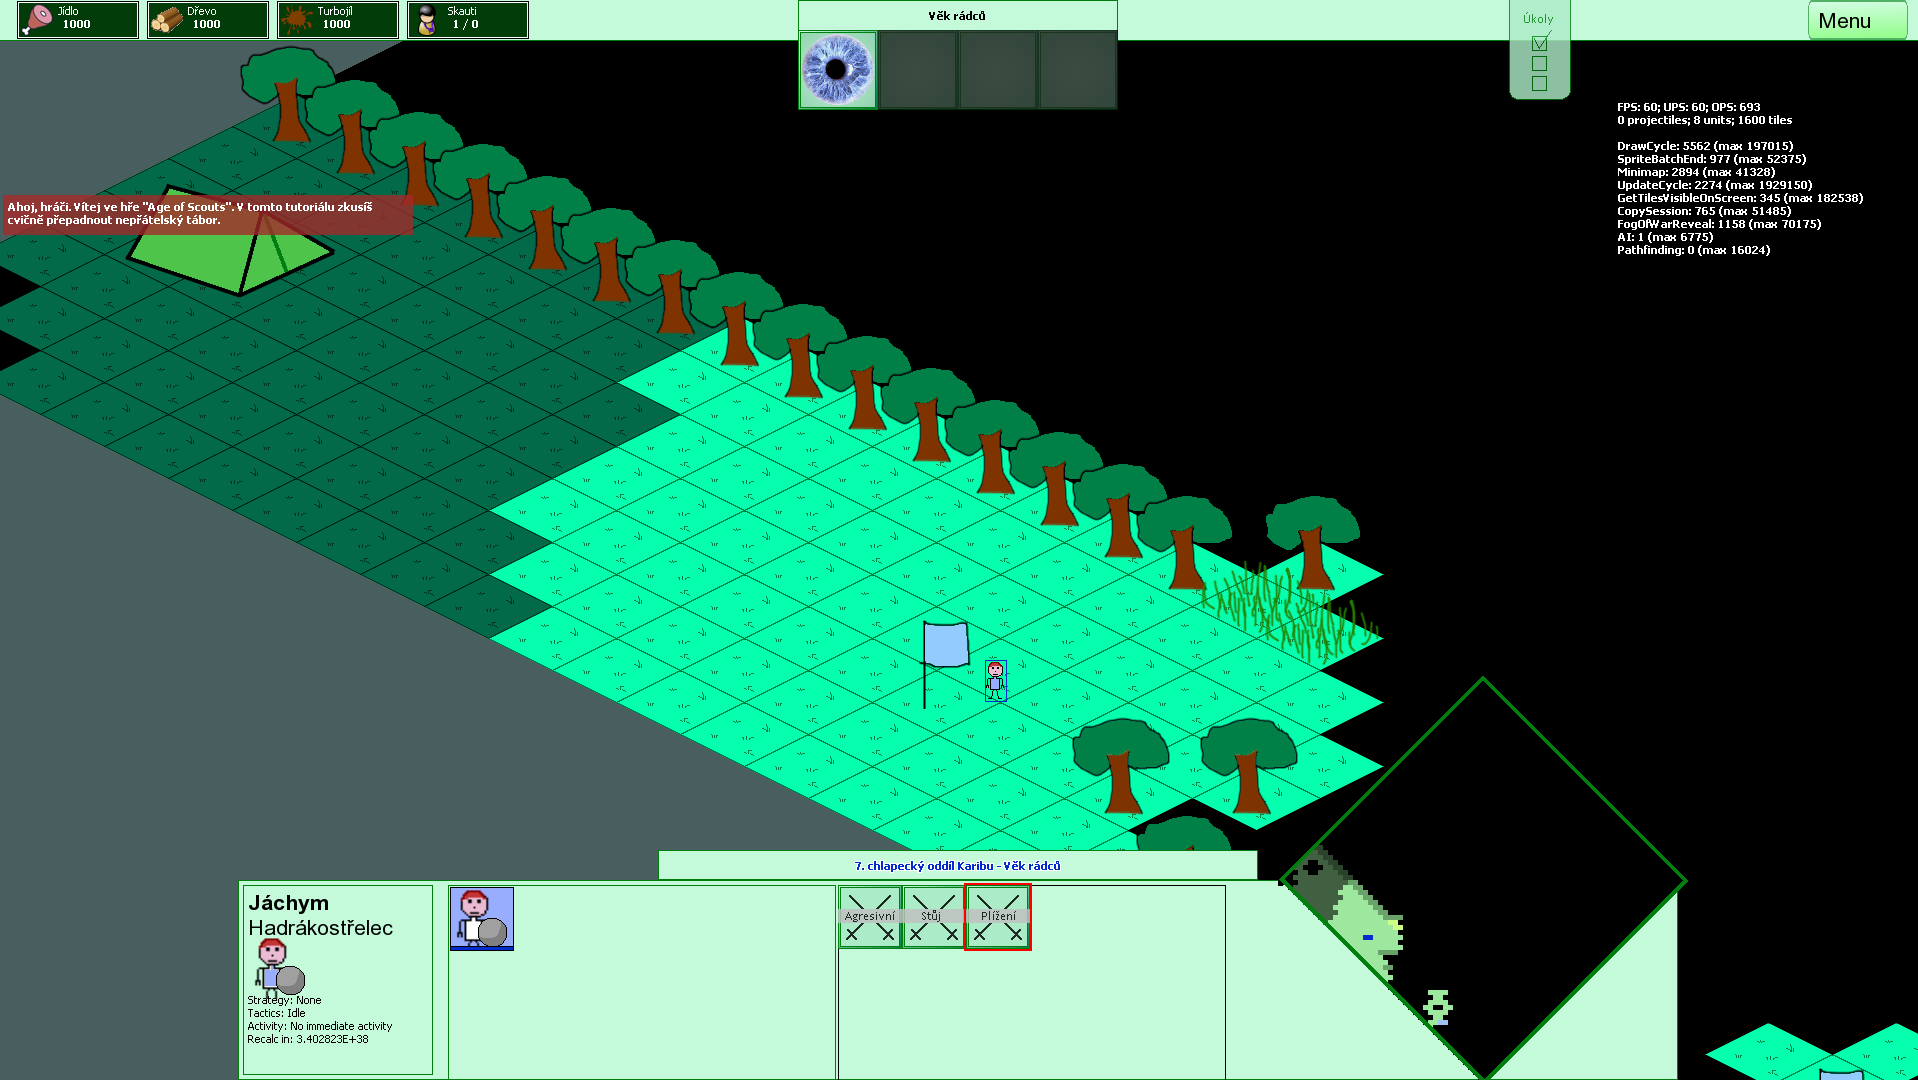 Jídlo
1000
Dřevo
1000
Turbojíl
1000
Skauti
1 / 0
Věk rádců
Úkoly
Menu
FPS: 60; UPS: 60; OPS: 693
0 projectiles; 8 units; 1600 tiles
DrawCycle: 5562 (max 197015)
SpriteBatchEnd: 977 (max 52375)
Minimap: 2894 (max 41328)
UpdateCycle: 2274 (max 1929150)
GetTilesVisibleOnScreen: 345 (max 182538)
CopySession: 765 (max 51485)
FogOfWarReveal: 1158 (max 70175)
AI: 1 (max 6775)
Pathfinding: 0 (max 16024)
Ahoj, hráči. Vítej ve hře "Age of Scouts". V tomto tutoriálu zkusíš
cvičně přepadnout nepřátelský tábor.
7. chlapecký oddíl Karibu - Věk rádců
Jáchym
Hadrákostřelec
Strategy: None
Tactics: Idle
Activity: No immediate activity
Recalc in: 3.402823E+38
Agresivní
Stůj
Plížení